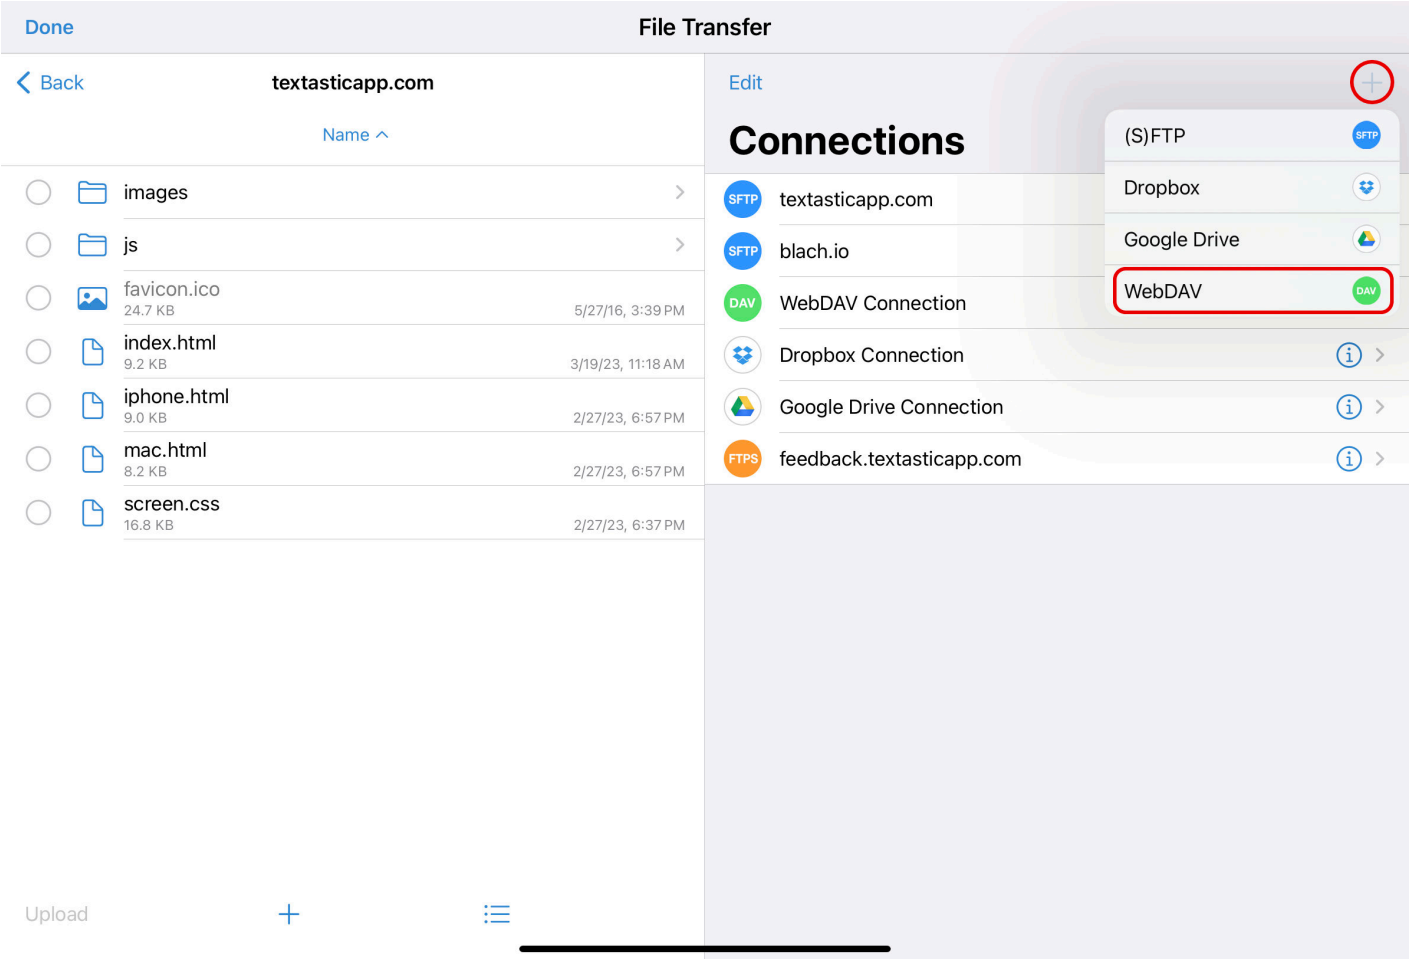 Done
File Transfer
Back
textasticapp.com
Name
images
js
favicon.ico
24.7 KB
5/27/16, 3:39 PM
index.html
9.2 KB
3/19/23, 11:18 AM
iphone.html
9.0 KB
2/27/23, 6:57 PM
mac.html
8.2 KB
2/27/23, 6:57 PM
screen.css
16.8 KB
2/27/23, 6:37 PM
Upload
Edit
Connections
SFTP textasticapp.com
SFTP blach.io
DAV WebDAV Connection
Dropbox Connection
Google Drive Connection
FTPS feedback.textasticapp.com
(S)FTP SFTP
Dropbox
Google Drive
WebDAV DAV